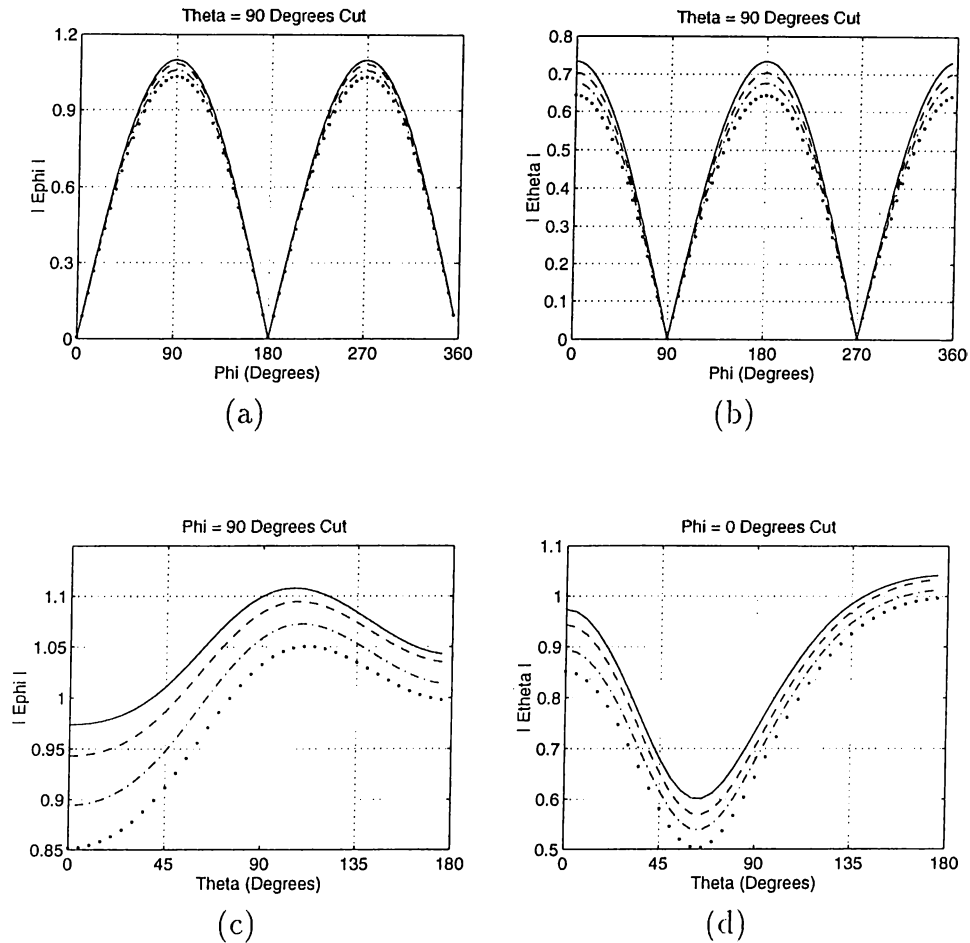 Theta = 90 Degrees Cut
1.2
0.9
0.6
0.3
0
| Ephi |
0 90 180 270 360
Phi (Degrees)
(a)
Theta = 90 Degrees Cut
0.8
0.7
0.6
0.5
0.4
0.3
0.2
0.1
0
| Etheta |
0 90 180 270 360
Phi (Degrees)
(b)
Phi = 90 Degrees Cut
1.1
1.05
1
0.95
0.9
0.85
| Ephi |
0 45 90 135 180
Theta (Degrees)
(c)
Phi = 0 Degrees Cut
1.1
1
0.9
0.8
0.7
0.6
0.5
| Etheta |
0 45 90 135 180
Theta (Degrees)
(d)